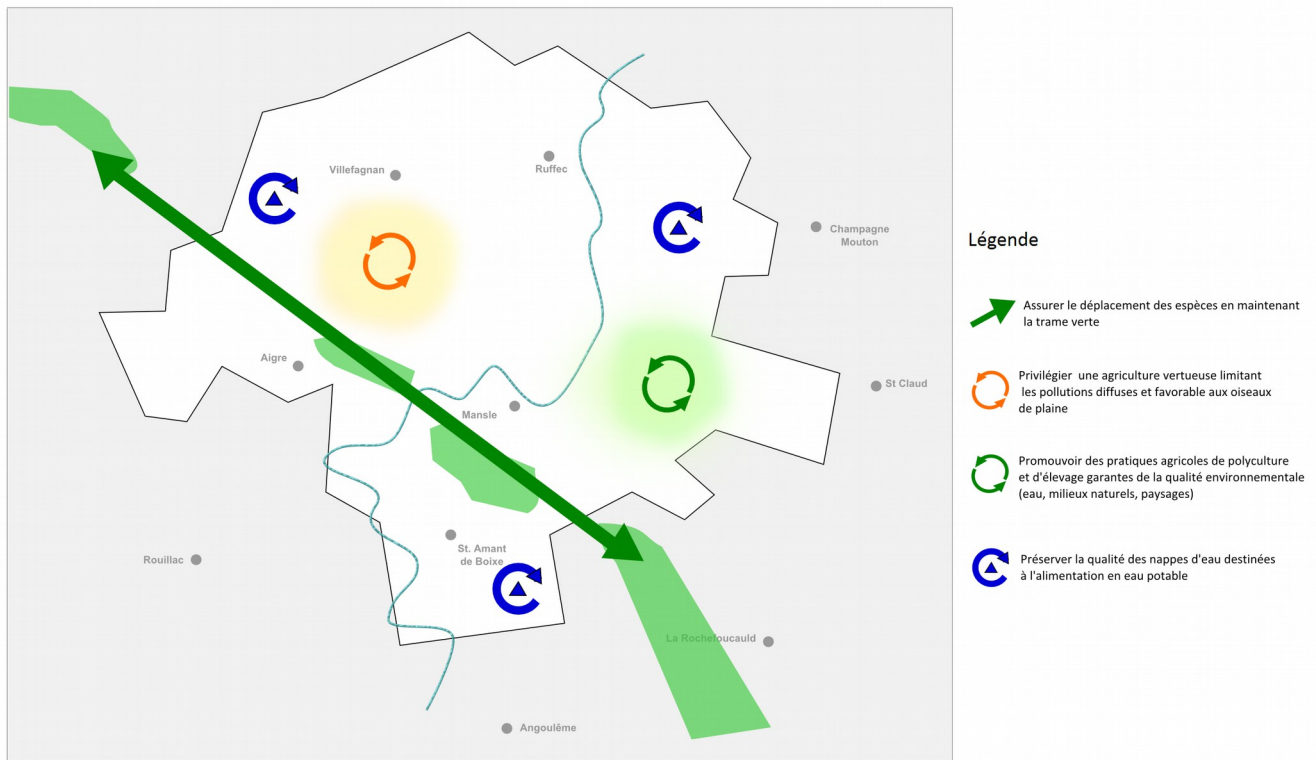 Villefagnan
Ruffec
Champagne
Mouton
Aigre
Mansle
St Claud
St. Amant
de Boixe
Rouillac
La Rochefoucauld
Angoulême
Légende
Assurer le déplacement des espèces en maintenant
la trame verte
Privilégier une agriculture vertueuse limitant
les pollutions diffuses et favorable aux oiseaux
de plaine
Promouvoir des pratiques agricoles de polyculture
et d'élevage garantes de la qualité environnementale
(eau, milieux naturels, paysages)
Préserver la qualité des nappes d'eau destinées
à l'alimentation en eau potable